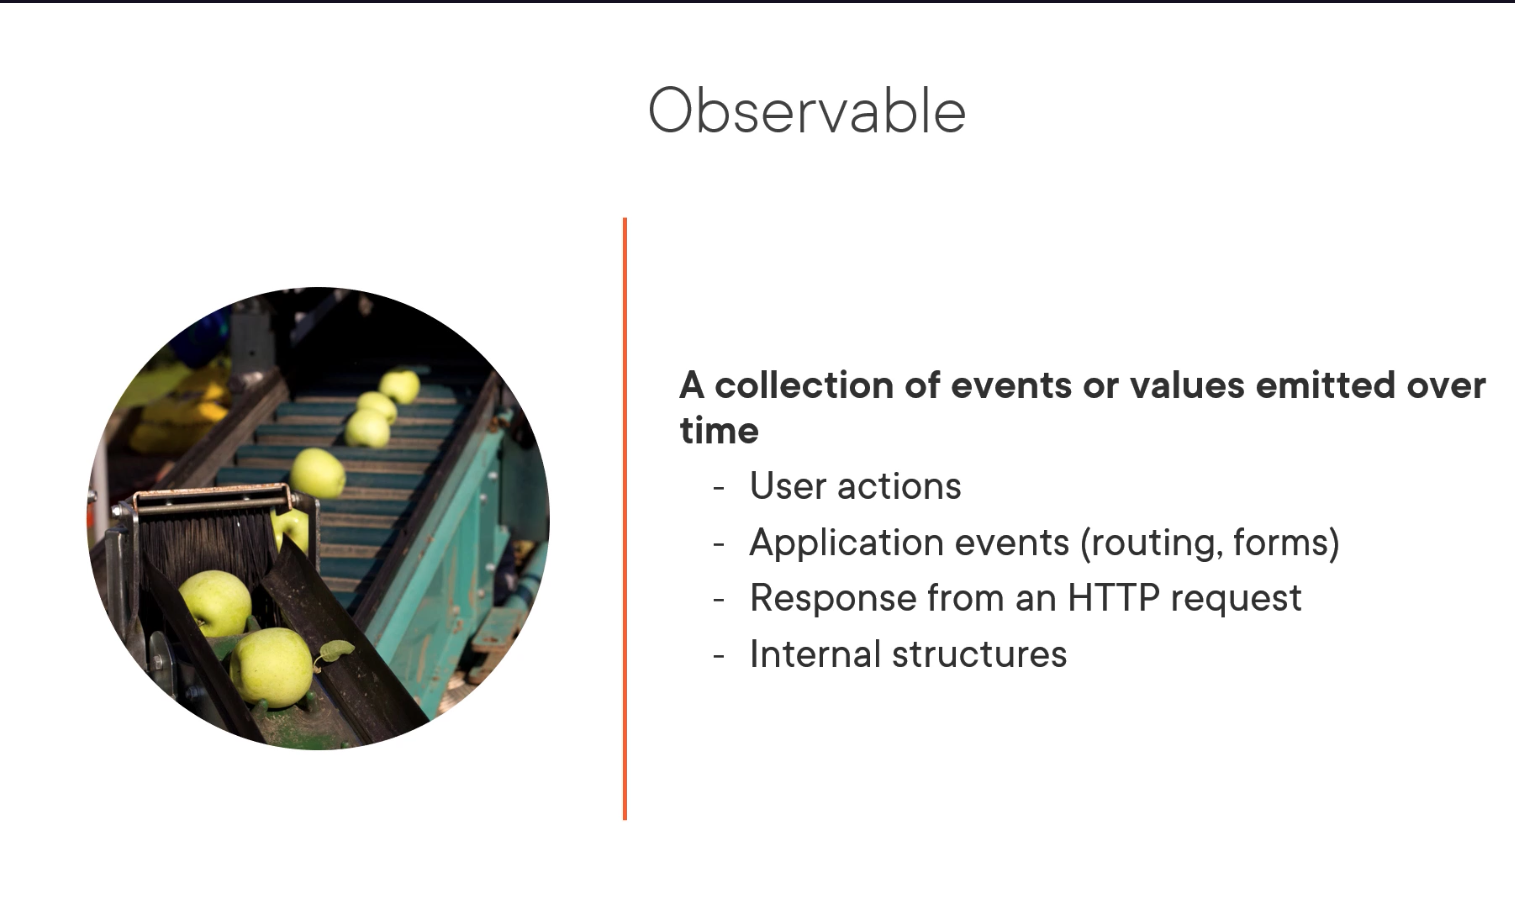 Observable
A collection of events or values emitted over
time
- User actions
- Application events (routing, forms)
- Response from an HTTP request
- Internal structures